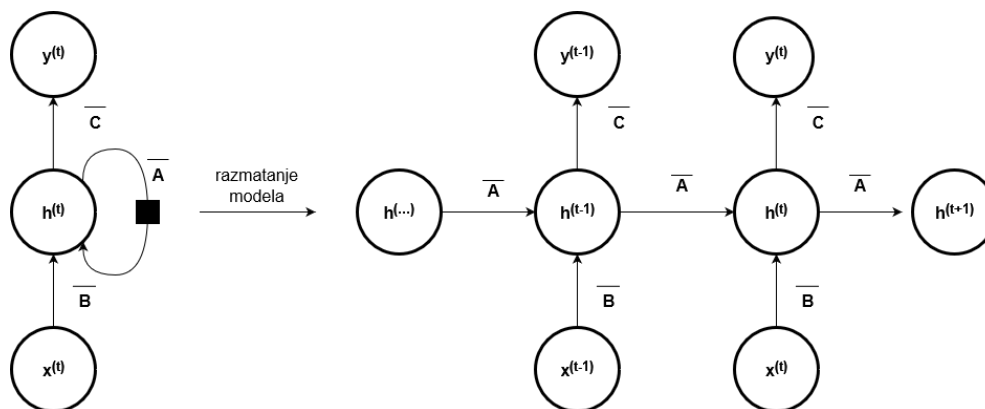 y(t)
C
A
h(t)
B
x(t)
razmatanje
modela
y(t-1) y(t)
C C
A A A
h(...) h(t-1) h(t) h(t+1)
B B
x(t-1) x(t)